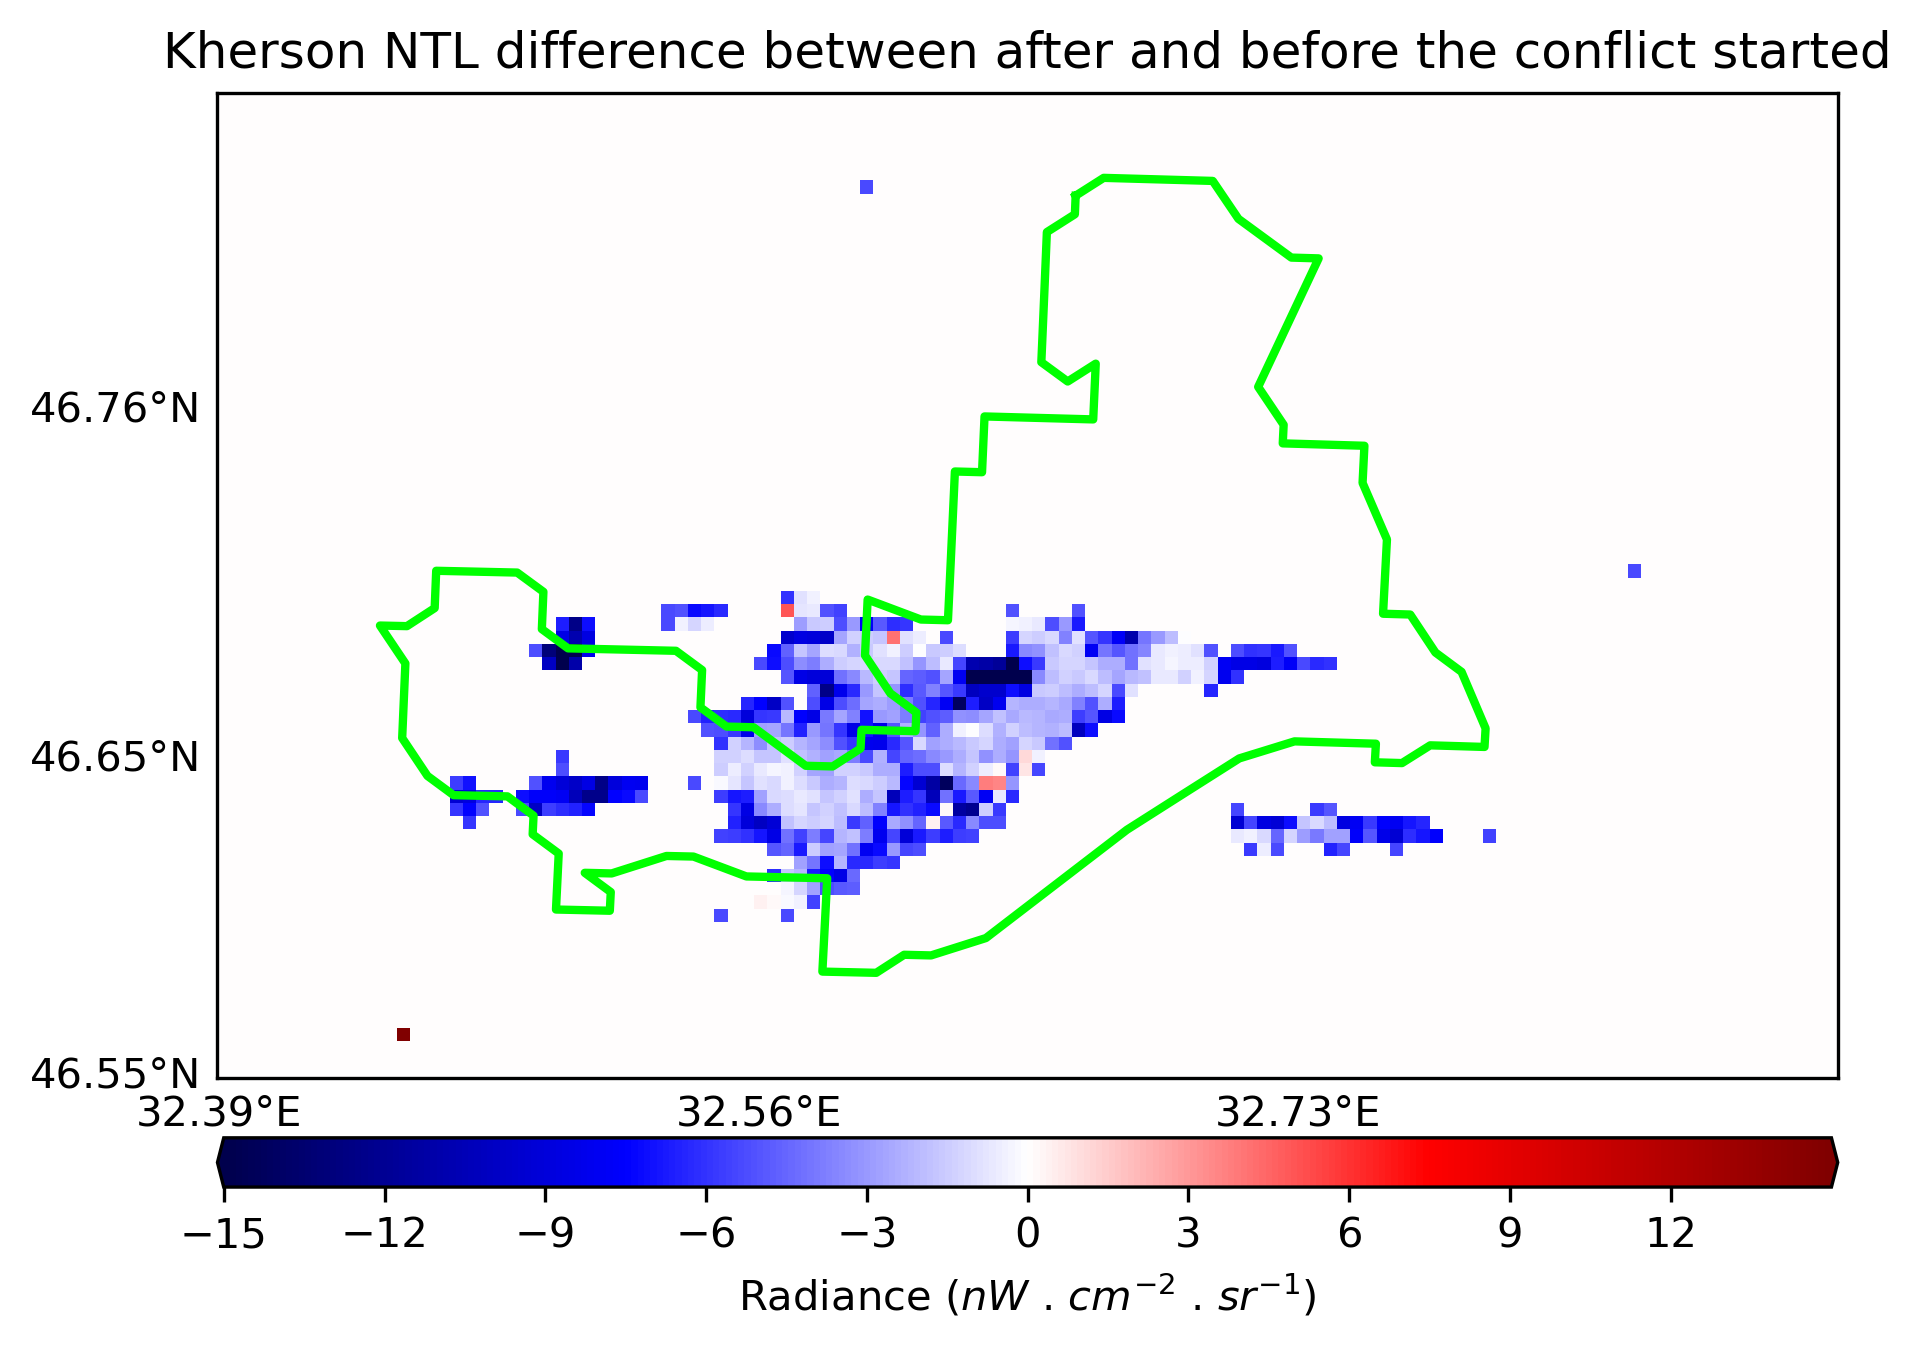 Kherson NTL difference between after and before the conflict started
46.76°N
46.65°N
46.55°N
32.39°E 32.56°E 32.73°E
−15 −12 −9 −6 −3 0 3 6 9 12
Radiance (nW . cm⁻² . sr⁻¹)